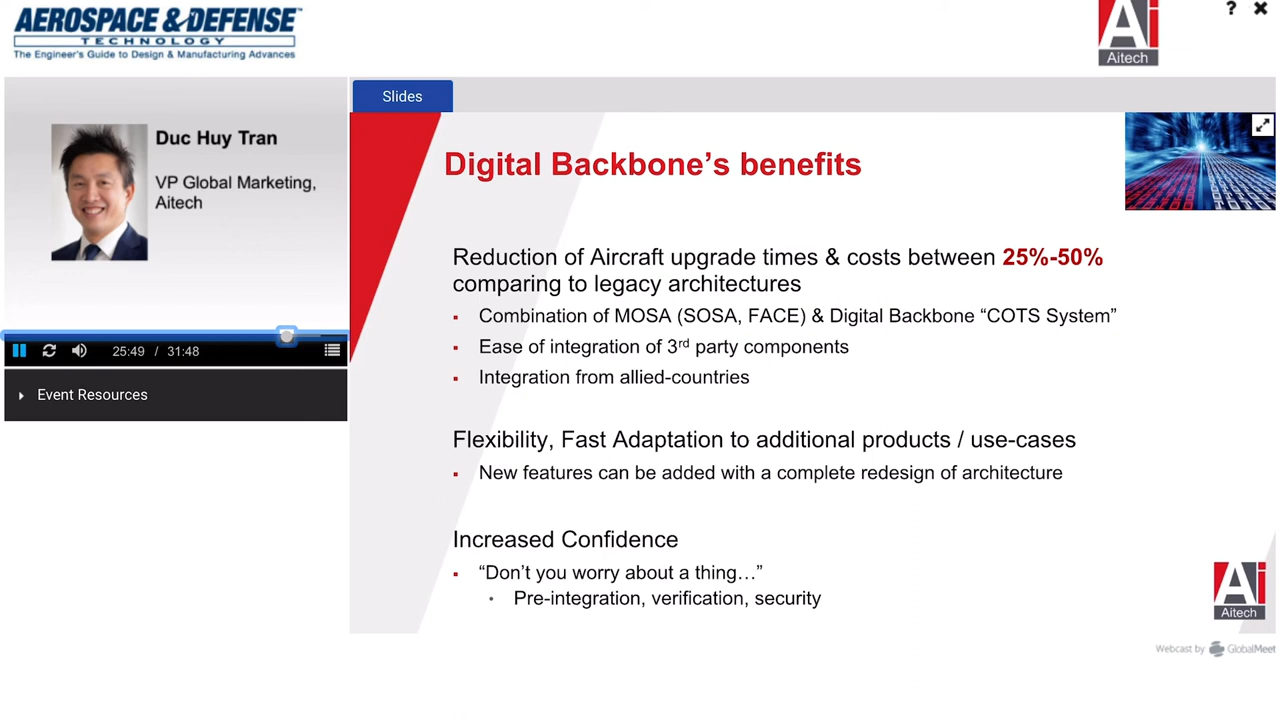 AEROSPACE & DEFENSE™
TECHNOLOGY
The Engineer's Guide to Design & Manufacturing Advances
Ai
Aitech
?
Slides
Duc Huy Tran
VP Global Marketing,
Aitech
25:49 / 31:48
Event Resources
Digital Backbone’s benefits
Reduction of Aircraft upgrade times & costs between 25%-50%
comparing to legacy architectures
▪ Combination of MOSA (SOSA, FACE) & Digital Backbone “COTS System”
▪ Ease of integration of 3rd party components
▪ Integration from allied-countries
Flexibility, Fast Adaptation to additional products / use-cases
▪ New features can be added with a complete redesign of architecture
Increased Confidence
▪ “Don’t you worry about a thing…”
• Pre-integration, verification, security
Ai
Aitech
Webcast by GlobalMeet